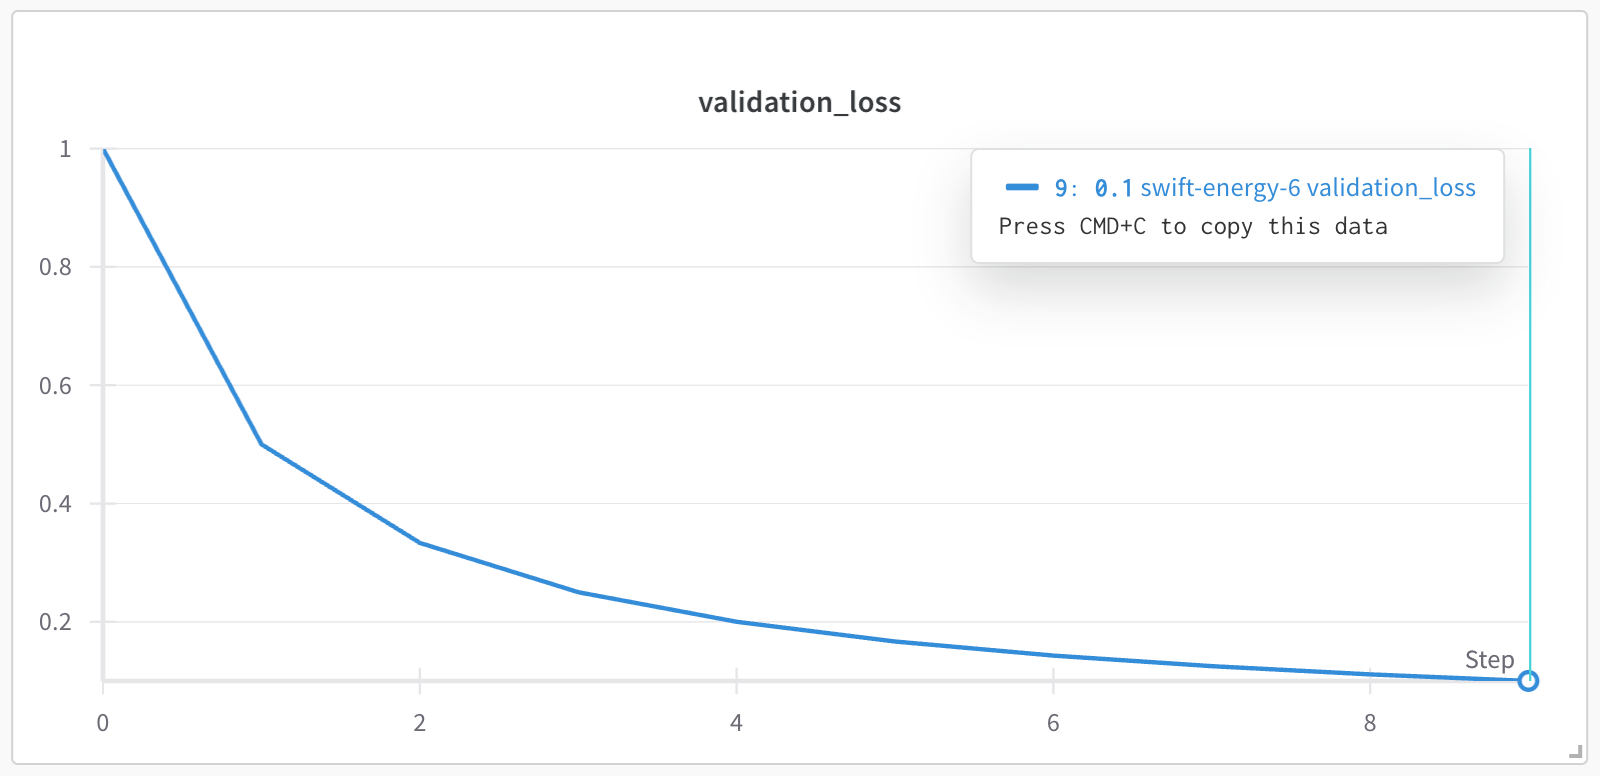 validation_loss
9: 0.1 swift-energy-6 validation_loss
Press CMD+C to copy this data
1
0.8
0.6
0.4
0.2
Step
0 2 4 6 8